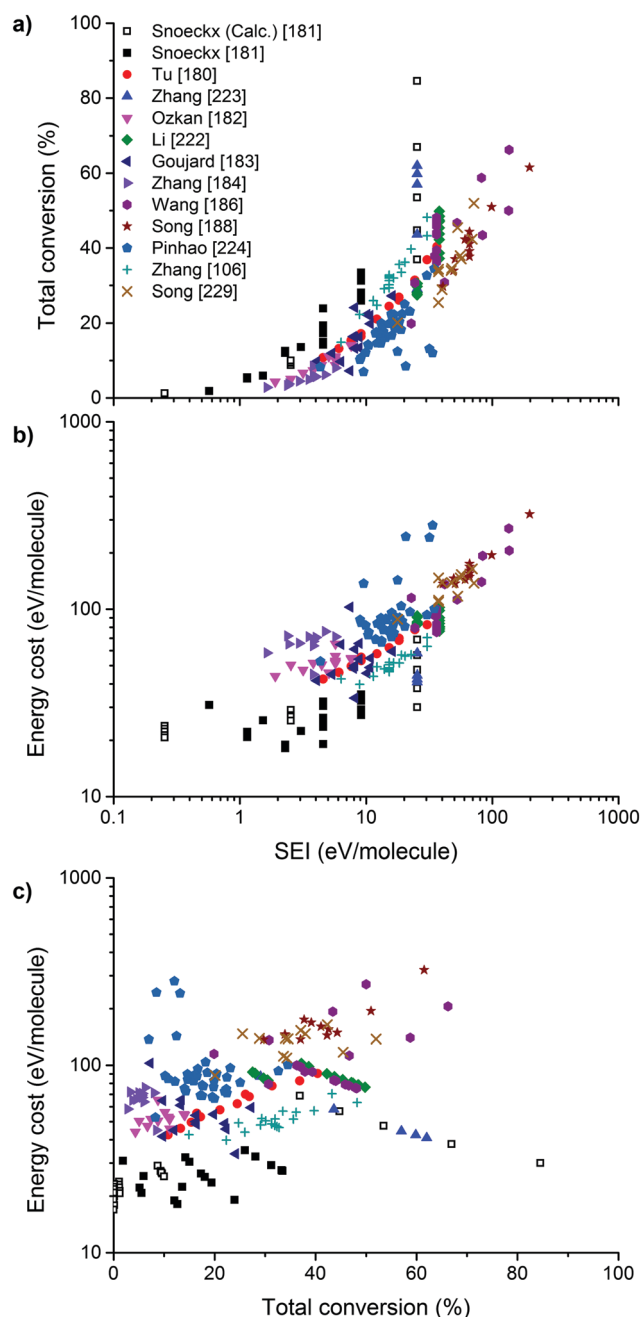 a)
100
80
60
40
20
0
Total conversion (%)
Snoeckx (Calc.) [181]
Snoeckx [181]
Tu [180]
Zhang [223]
Ozkan [182]
Li [222]
Goujard [183]
Zhang [184]
Wang [186]
Song [188]
Pinhao [224]
Zhang [106]
Song [229]
b)
1000
100
10
Energy cost (eV/molecule)
0.1 1 10 100 1000
SEI (eV/molecule)
c)
1000
100
10
Energy cost (eV/molecule)
0 20 40 60 80 100
Total conversion (%)